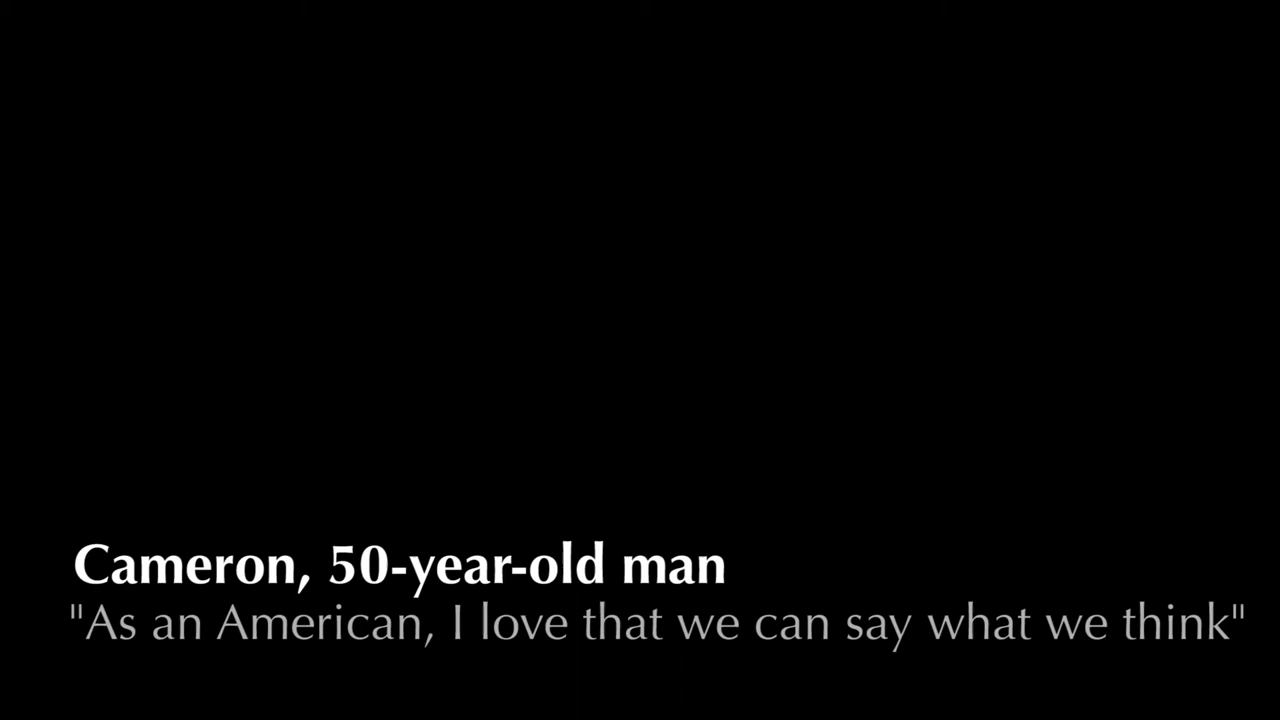 Cameron, 50-year-old man
"As an American, I love that we can say what we think"